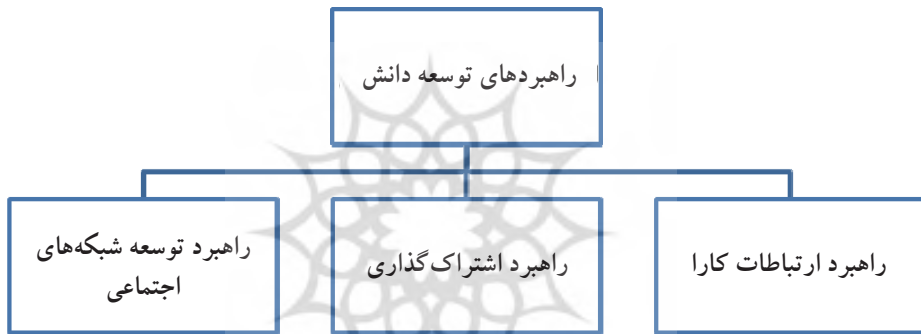 راهبردهای توسعه دانش
راهبرد ارتباطات کارا
راهبرد اشتراک‌گذاری
راهبرد توسعه شبکه‌های
اجتماعی